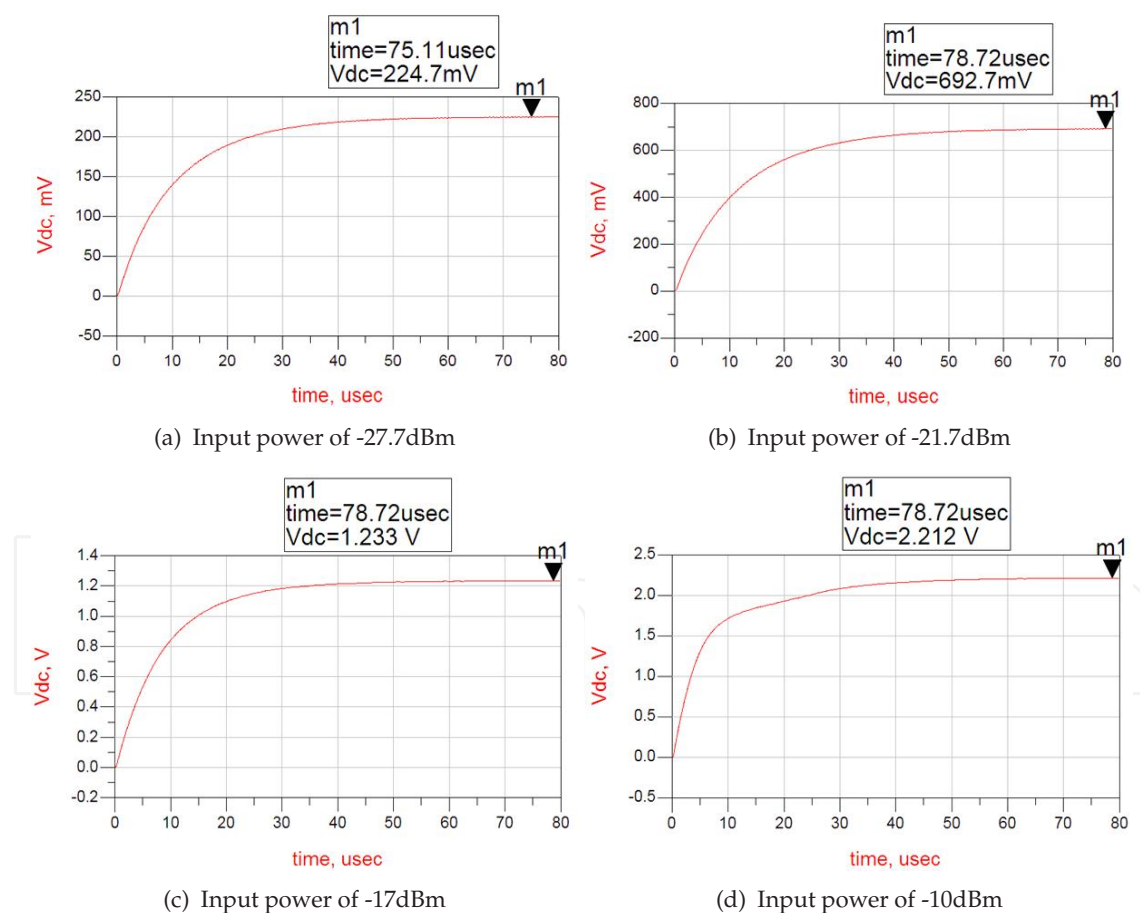 m1
time=75.11usec
Vdc=224.7mV
m1
250
200
150
100
50
0
-50
Vdc, mV
0 10 20 30 40 50 60 70 80
time, usec
(a) Input power of -27.7dBm
m1
time=78.72usec
Vdc=692.7mV
m1
800
600
400
200
0
-200
Vdc, mV
0 10 20 30 40 50 60 70 80
time, usec
(b) Input power of -21.7dBm
m1
time=78.72usec
Vdc=1.233 V
m1
1.4
1.2
1.0
0.8
0.6
0.4
0.2
0.0
-0.2
Vdc, V
0 10 20 30 40 50 60 70 80
time, usec
(c) Input power of -17dBm
m1
time=78.72usec
Vdc=2.212 V
m1
2.5
2.0
1.5
1.0
0.5
0.0
-0.5
Vdc, V
0 10 20 30 40 50 60 70 80
time, usec
(d) Input power of -10dBm